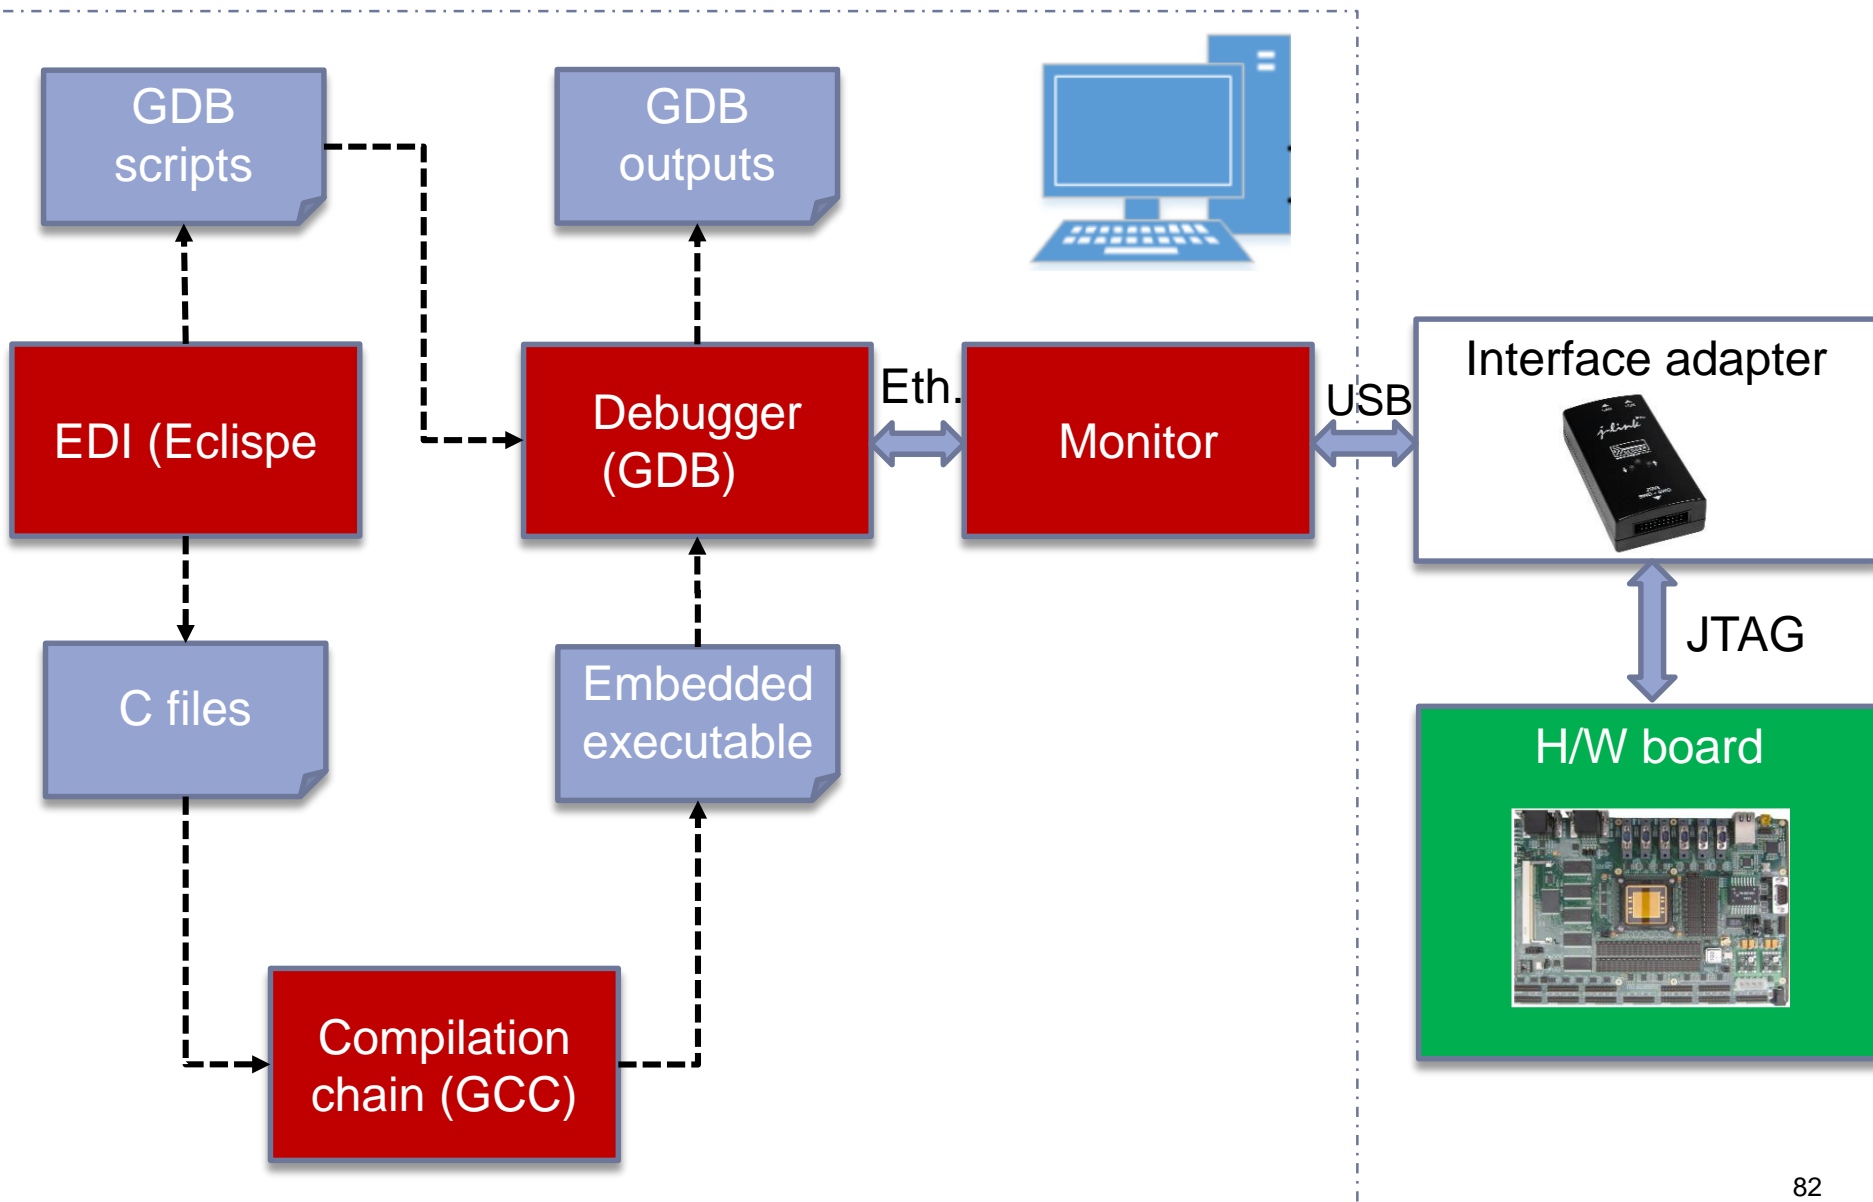 GDB
scripts
GDB
outputs
EDI (Eclispe
Debugger
(GDB)
Eth.
Monitor
USB
Interface adapter
j-link
JTAG
C files
Embedded
executable
H/W board
Compilation
chain (GCC)
82